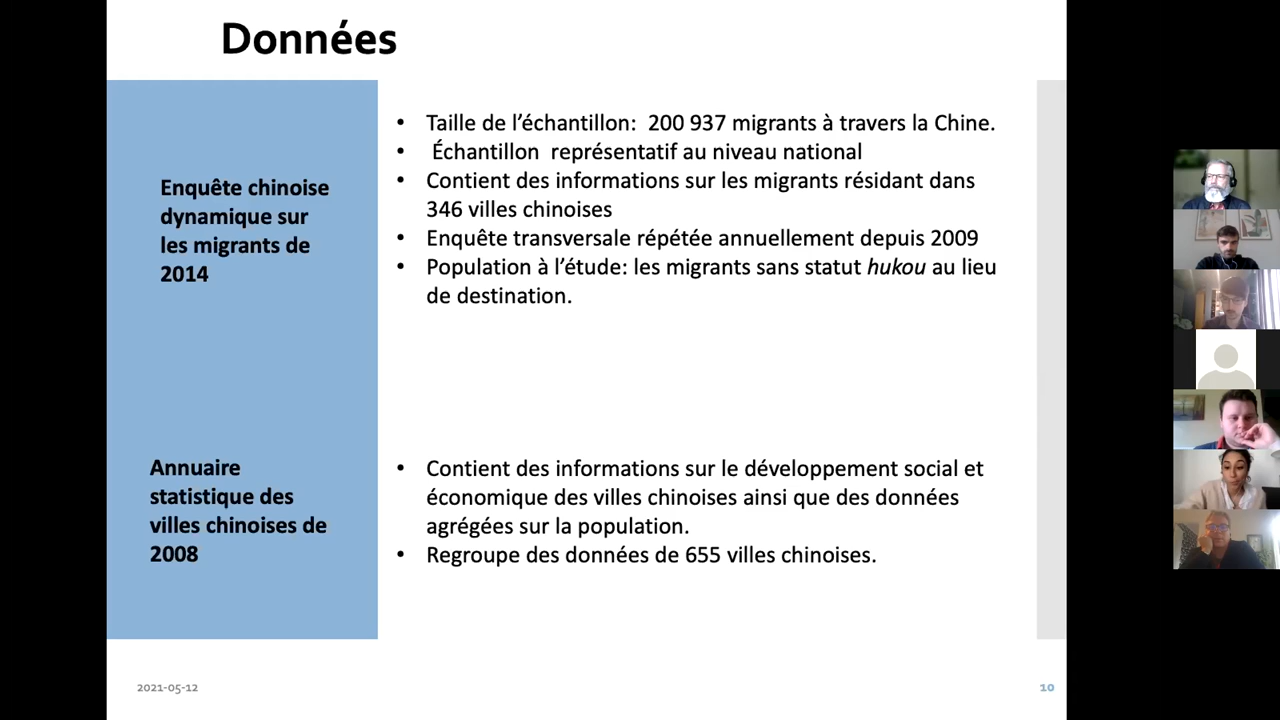 Données
Enquête chinoise
dynamique sur
les migrants de
2014
• Taille de l’échantillon:  200 937 migrants à travers la Chine.
• Échantillon  représentatif au niveau national
• Contient des informations sur les migrants résidant dans
346 villes chinoises
• Enquête transversale répétée annuellement depuis 2009
• Population à l’étude: les migrants sans statut hukou au lieu
de destination.
Annuaire
statistique des
villes chinoises de
2008
• Contient des informations sur le développement social et
économique des villes chinoises ainsi que des données
agrégées sur la population.
• Regroupe des données de 655 villes chinoises.
2021-05-12
10